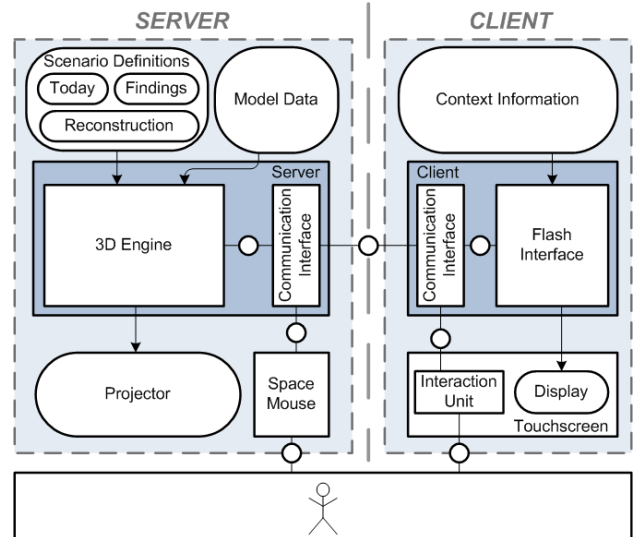 SERVER
CLIENT
Scenario Definitions
Today
Findings
Reconstruction
Model Data
Context Information
Server
3D Engine
Communication
Interface
Client
Communication
Interface
Flash
Interface
Projector
Space
Mouse
Interaction
Unit
Display
Touchscreen